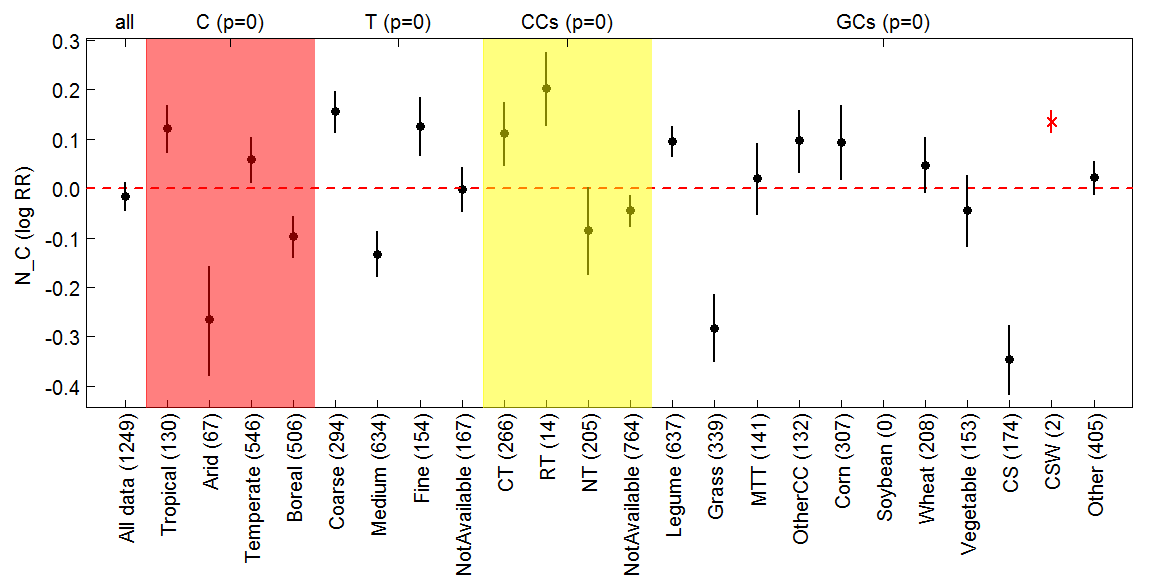 all C (p=0) T (p=0) CCs (p=0) GCs (p=0)
N_C (log RR)
0.3
0.2
0.1
0.0
-0.1
-0.2
-0.3
-0.4
All data (1249)
Tropical (130)
Arid (67)
Temperate (546)
Boreal (506)
Coarse (294)
Medium (634)
Fine (154)
NotAvailable (167)
CT (266)
RT (14)
NT (205)
NotAvailable (764)
Legume (637)
Grass (339)
MTT (141)
OtherCC (132)
Corn (307)
Soybean (0)
Wheat (208)
Vegetable (153)
CS (174)
CSW (2)
Other (405)